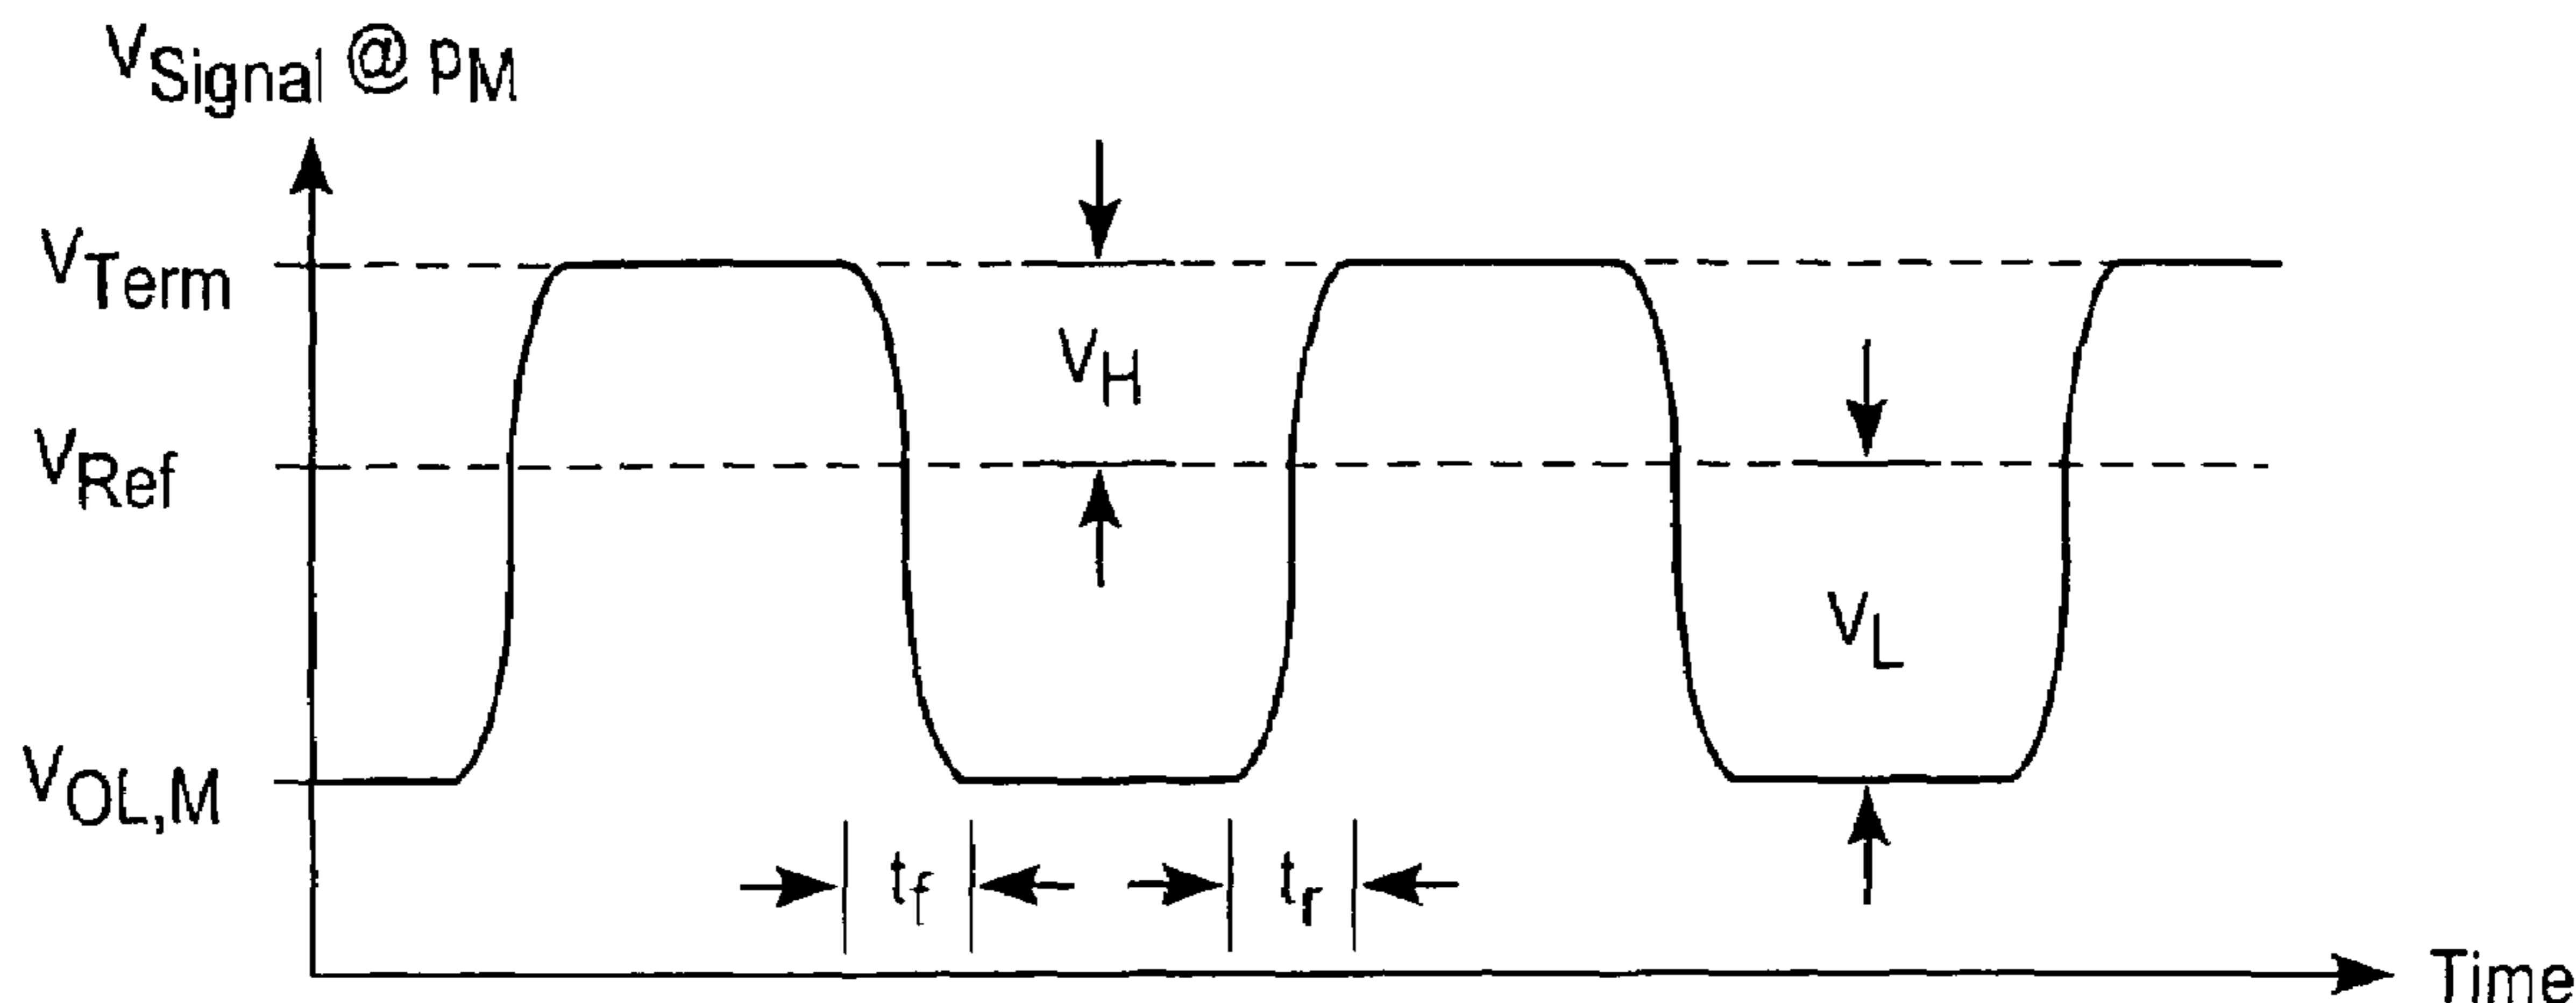 VSignal @ pM
VTerm
VH
VRef
VL
VOL,M
tf
tr
Time